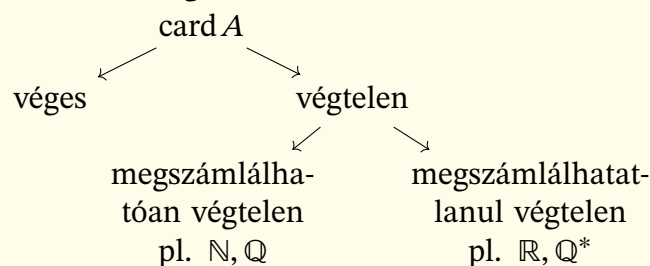 card A
véges
végtelen
megszámlálha-
tóan végtelen
pl. ℕ, ℚ
megszámlálhatat-
lanul végtelen
pl. ℝ, ℚ*